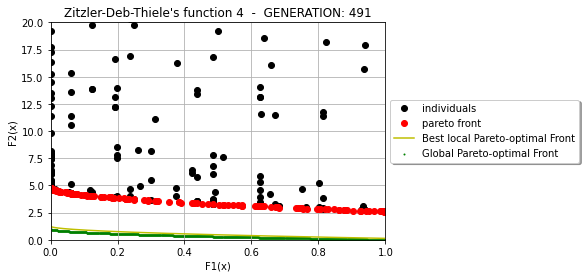 Zitzler-Deb-Thiele's function 4 - GENERATION: 491
20.0
17.5
15.0
12.5
10.0
7.5
5.0
2.5
0.0
F2(x)
0.0 0.2 0.4 0.6 0.8 1.0
F1(x)
individuals
pareto front
Best local Pareto-optimal Front
Global Pareto-optimal Front